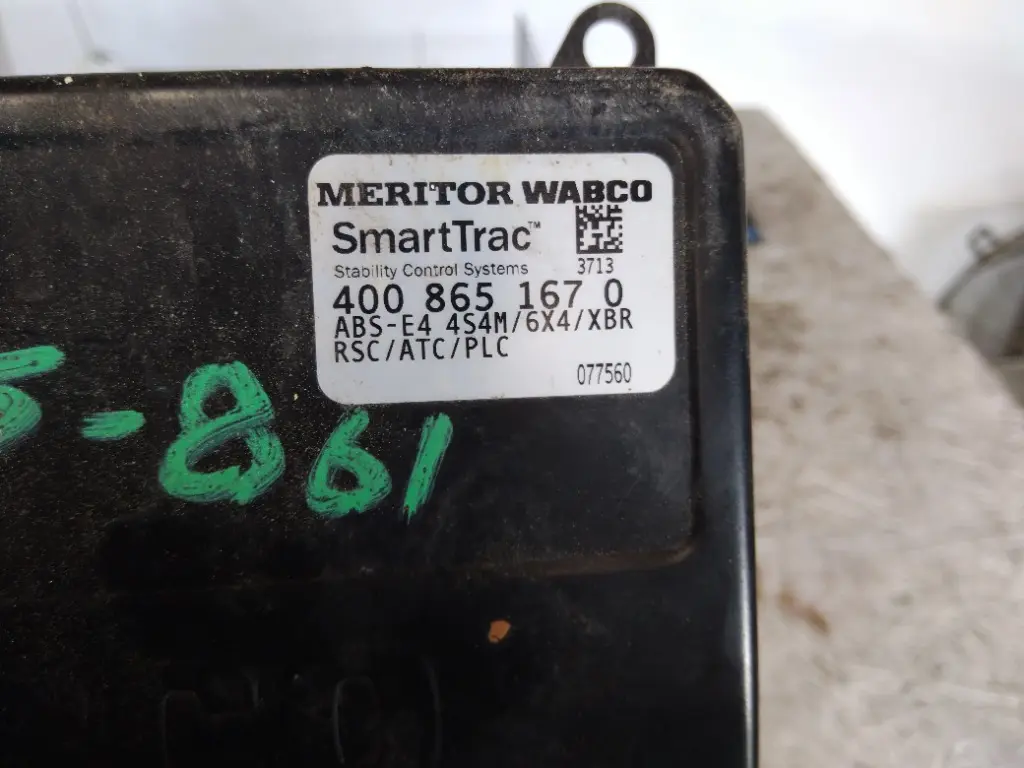 MERITOR WABCO
SmartTrac™
Stability Control Systems 3713
400 865 167 0
ABS-E4 4S4M/6X4/XBR
RSC/ATC/PLC
077560
5-861